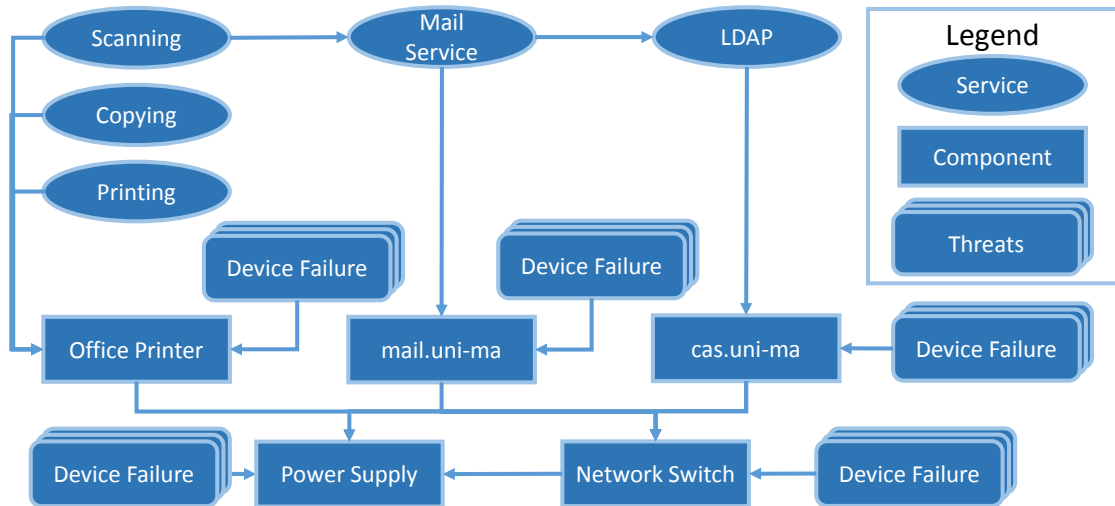 Scanning
Mail
Service
LDAP
Legend
Service
Copying
Component
Printing
Threats
Device Failure
Device Failure
Office Printer
mail.uni-ma
cas.uni-ma
Device Failure
Device Failure
Power Supply
Network Switch
Device Failure